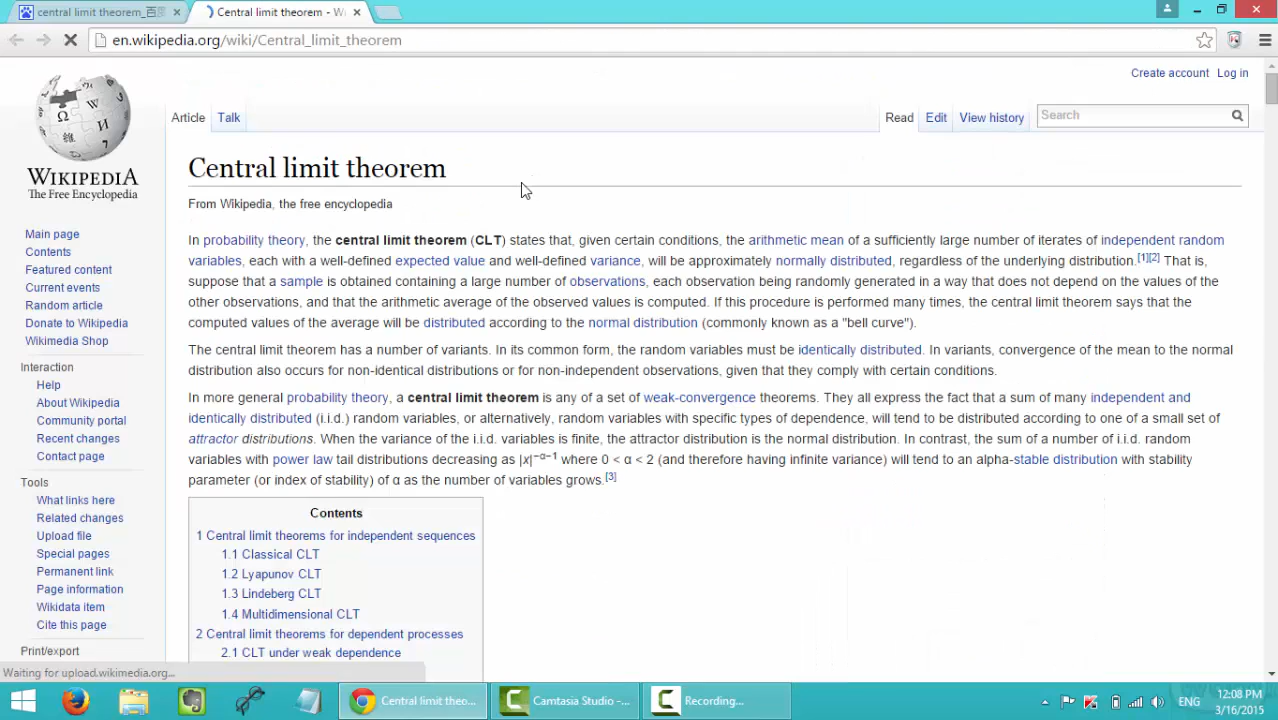 central limit theorem_百
Central limit theorem - W
en.wikipedia.org/wiki/Central_limit_theorem
Create account Log in
Article Talk Read Edit View history Search
WIKIPEDIA
The Free Encyclopedia
Central limit theorem
From Wikipedia, the free encyclopedia
Main page
Contents
Featured content
Current events
Random article
Donate to Wikipedia
Wikimedia Shop
Interaction
Help
About Wikipedia
Community portal
Recent changes
Contact page
Tools
What links here
Related changes
Upload file
Special pages
Permanent link
Page information
Wikidata item
Cite this page
Print/export
In probability theory, the central limit theorem (CLT) states that, given certain conditions, the arithmetic mean of a sufficiently large number of iterates of independent random
variables, each with a well-defined expected value and well-defined variance, will be approximately normally distributed, regardless of the underlying distribution.[1][2] That is,
suppose that a sample is obtained containing a large number of observations, each observation being randomly generated in a way that does not depend on the values of the
other observations, and that the arithmetic average of the observed values is computed. If this procedure is performed many times, the central limit theorem says that the
computed values of the average will be distributed according to the normal distribution (commonly known as a "bell curve").
The central limit theorem has a number of variants. In its common form, the random variables must be identically distributed. In variants, convergence of the mean to the normal
distribution also occurs for non-identical distributions or for non-independent observations, given that they comply with certain conditions.
In more general probability theory, a central limit theorem is any of a set of weak-convergence theorems. They all express the fact that a sum of many independent and
identically distributed (i.i.d.) random variables, or alternatively, random variables with specific types of dependence, will tend to be distributed according to one of a small set of
attractor distributions. When the variance of the i.i.d. variables is finite, the attractor distribution is the normal distribution. In contrast, the sum of a number of i.i.d. random
variables with power law tail distributions decreasing as |x|−α−1 where 0 < α < 2 (and therefore having infinite variance) will tend to an alpha-stable distribution with stability
parameter (or index of stability) of α as the number of variables grows.[3]
Contents
1 Central limit theorems for independent sequences
1.1 Classical CLT
1.2 Lyapunov CLT
1.3 Lindeberg CLT
1.4 Multidimensional CLT
2 Central limit theorems for dependent processes
2.1 CLT under weak dependence
Waiting for upload.wikimedia.org...
Central limit theo...
Camtasia Studio -...
Recording...
ENG
12:08 PM
3/16/2015